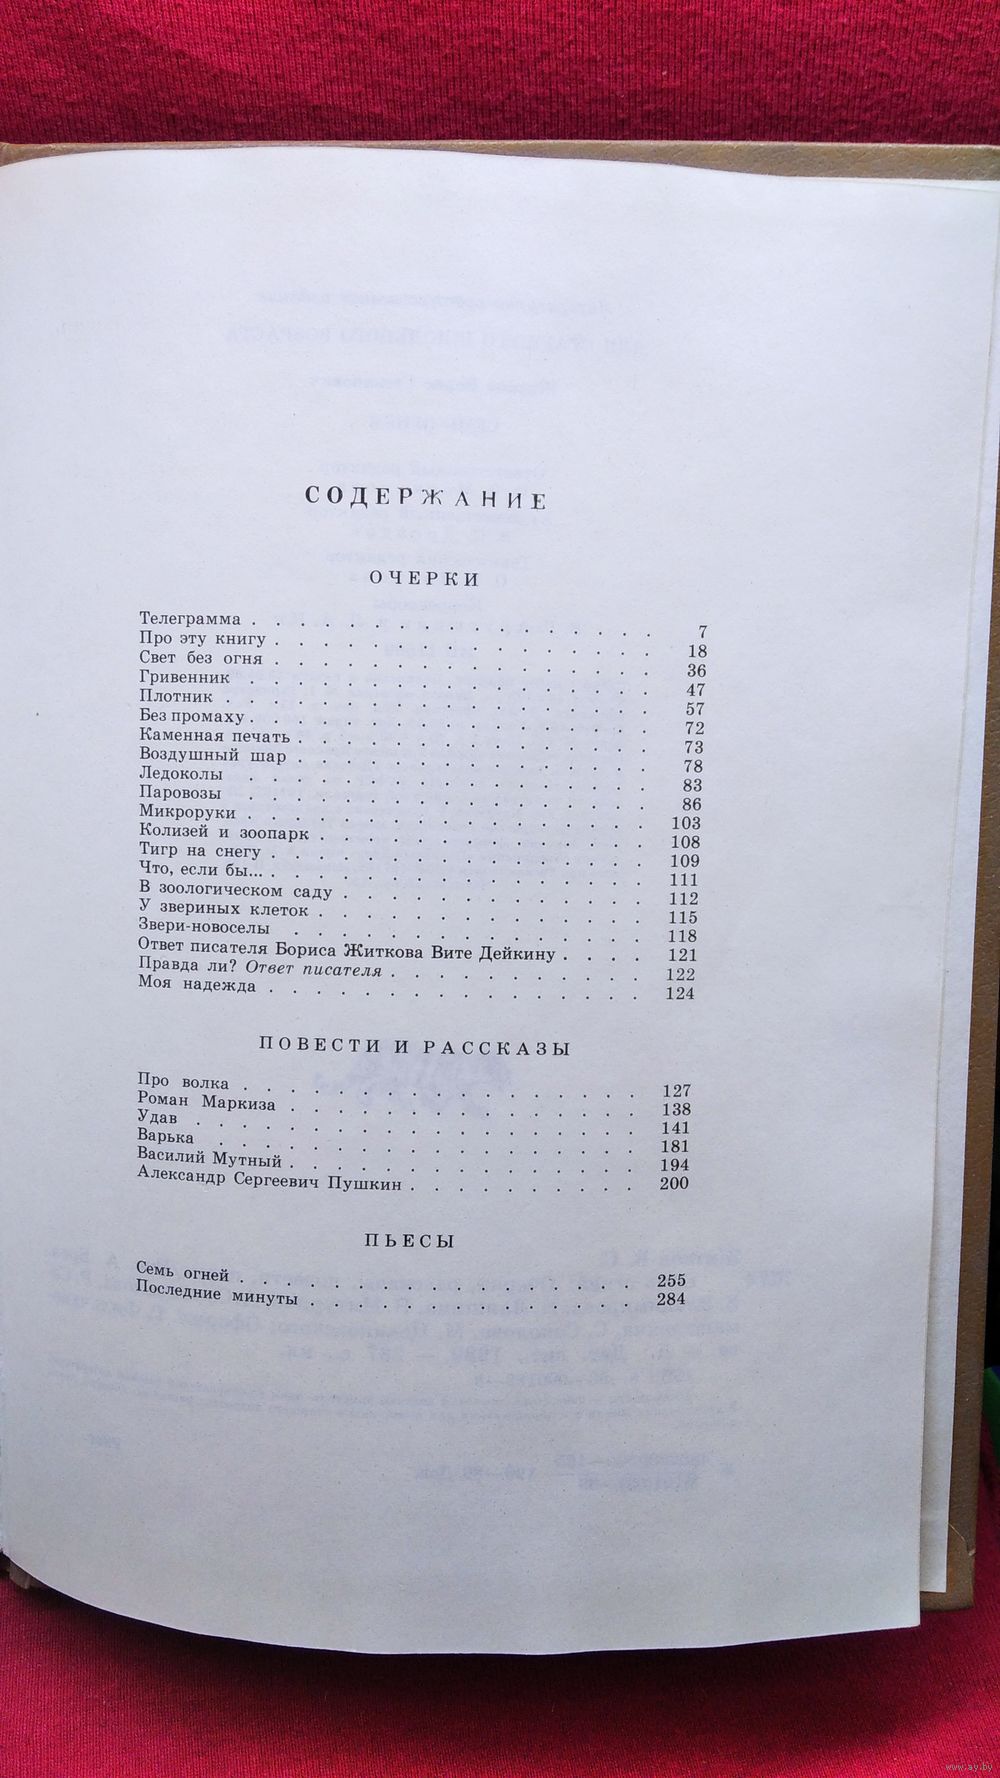 СОДЕРЖАНИЕ
ОЧЕРКИ
Телеграмма . . . . . . . . . . . . . . . . . 7
Про эту книгу . . . . . . . . . . . . . . . . 18
Свет без огня . . . . . . . . . . . . . . . . 36
Гривенник . . . . . . . . . . . . . . . . . 47
Плотник . . . . . . . . . . . . . . . . . . 57
Без промаху . . . . . . . . . . . . . . . . . 72
Каменная печать . . . . . . . . . . . . . . . 73
Воздушный шар . . . . . . . . . . . . . . . 78
Ледоколы . . . . . . . . . . . . . . . . . 83
Паровозы . . . . . . . . . . . . . . . . . 86
Микроруки . . . . . . . . . . . . . . . . . 103
Колизей и зоопарк . . . . . . . . . . . . . . 108
Тигр на снегу . . . . . . . . . . . . . . . . 109
Что, если бы... . . . . . . . . . . . . . . . . 111
В зоологическом саду . . . . . . . . . . . . . 112
У звериных клеток . . . . . . . . . . . . . . 115
Звери-новоселы . . . . . . . . . . . . . . . 118
Ответ писателя Бориса Житкова Вите Дейкину . . . . 121
Правда ли? Ответ писателя . . . . . . . . . . . 122
Моя надежда . . . . . . . . . . . . . . . . 124
ПОВЕСТИ И РАССКАЗЫ
Про волка . . . . . . . . . . . . . . . . . 127
Роман Маркиза . . . . . . . . . . . . . . . 138
Удав . . . . . . . . . . . . . . . . . . . 141
Варька . . . . . . . . . . . . . . . . . . 181
Василий Мутный . . . . . . . . . . . . . . . 194
Александр Сергеевич Пушкин . . . . . . . . . . 200
ПЬЕСЫ
Семь огней . . . . . . . . . . . . . . . . . 255
Последние минуты . . . . . . . . . . . . . . 284
www.ay.by